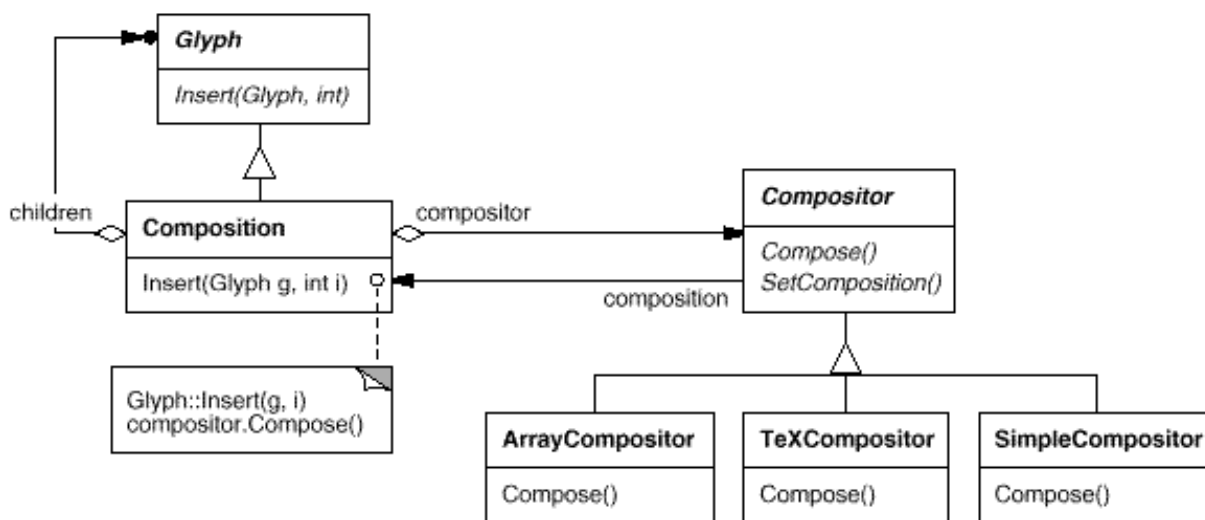 Glyph
Insert(Glyph, int)
children
Composition
Insert(Glyph g, int i)
compositor
composition
Compositor
Compose()
SetComposition()
Glyph::Insert(g, i)
compositor.Compose()
ArrayCompositor
Compose()
TeXCompositor
Compose()
SimpleCompositor
Compose()